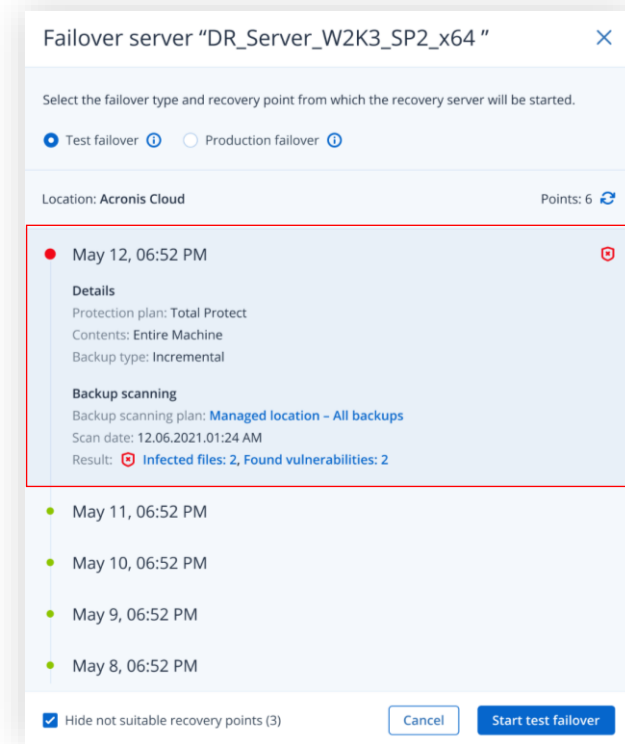 Failover server “DR_Server_W2K3_SP2_x64 ”
Select the failover type and recovery point from which the recovery server will be started.
Test failover Production failover
Location: Acronis Cloud Points: 6
May 12, 06:52 PM
Details
Protection plan: Total Protect
Contents: Entire Machine
Backup type: Incremental
Backup scanning
Backup scanning plan: Managed location – All backups
Scan date: 12.06.2021.01:24 AM
Result: Infected files: 2, Found vulnerabilities: 2
May 11, 06:52 PM
May 10, 06:52 PM
May 9, 06:52 PM
May 8, 06:52 PM
Hide not suitable recovery points (3) Cancel Start test failover